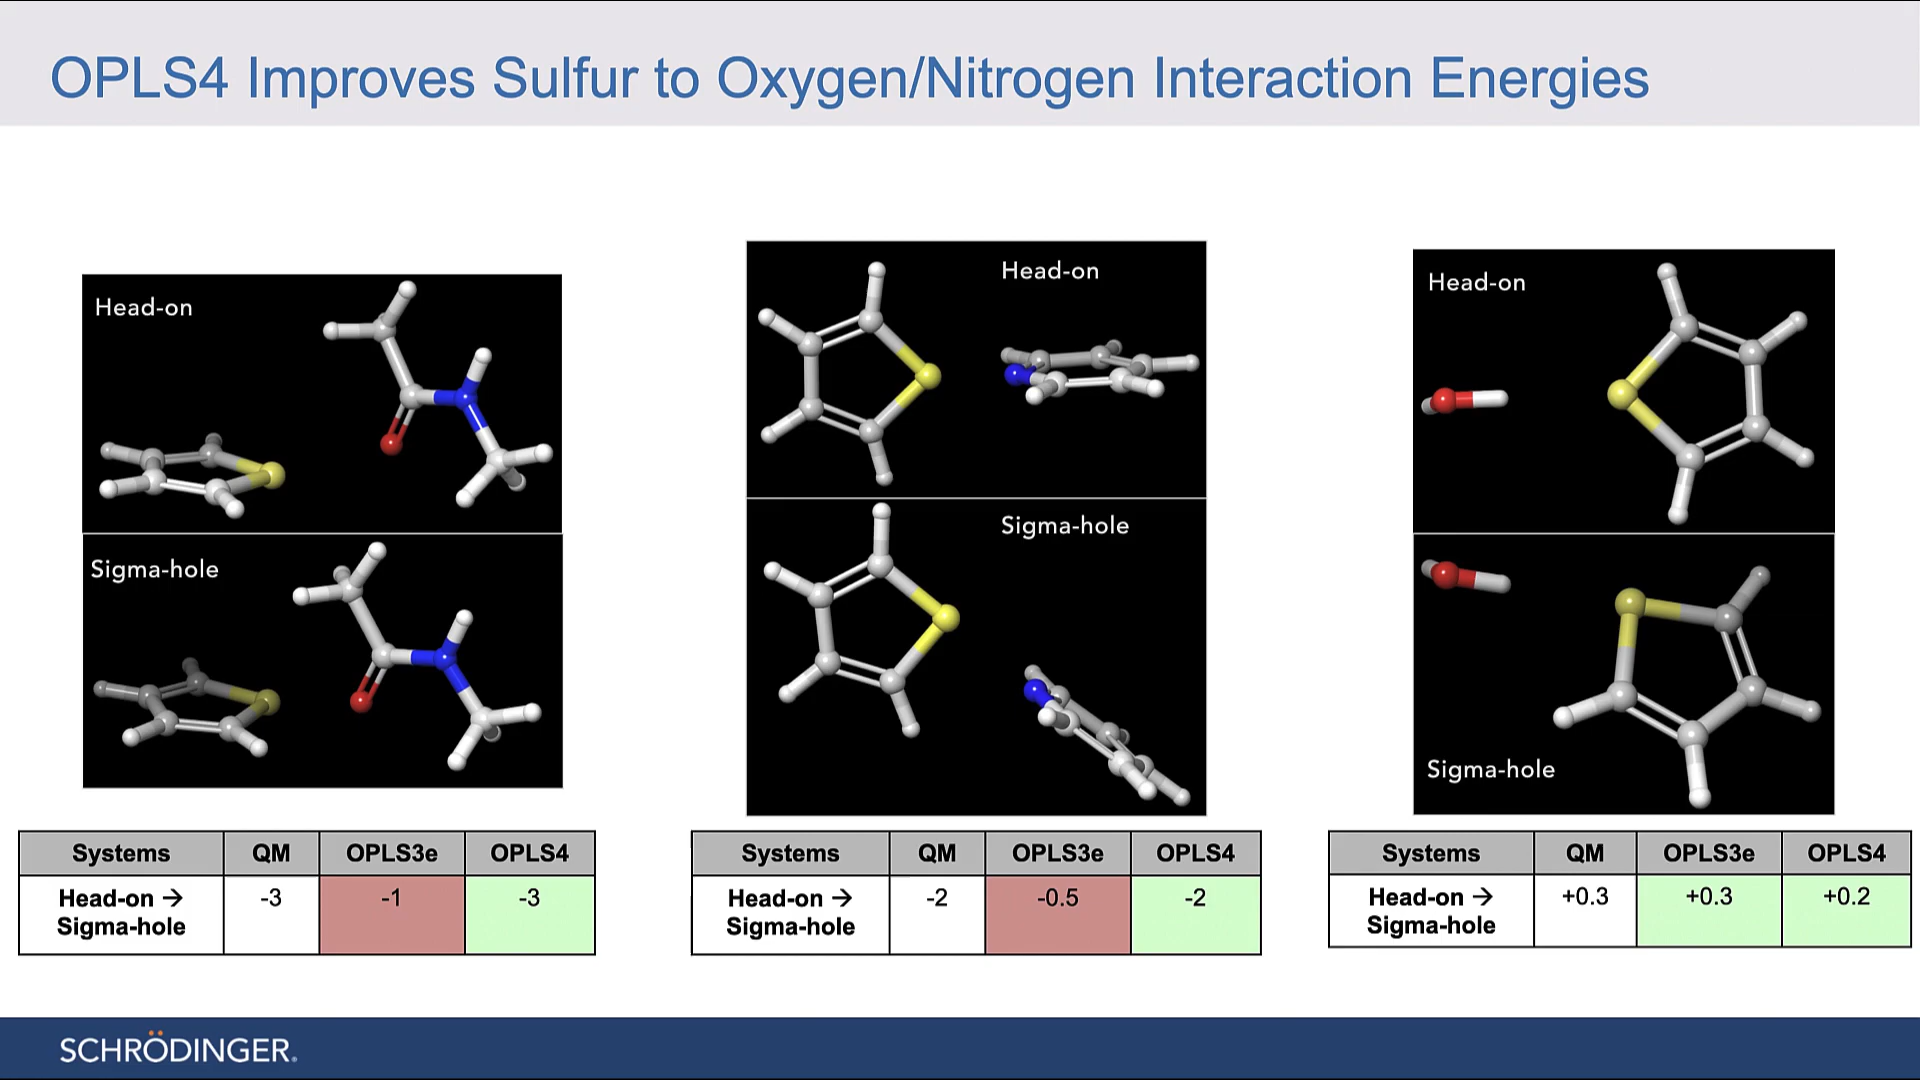 OPLS4 Improves Sulfur to Oxygen/Nitrogen Interaction Energies
Head-on
Sigma-hole
Systems QM OPLS3e OPLS4
Head-on → -3 -1 -3
Sigma-hole
Head-on
Sigma-hole
Systems QM OPLS3e OPLS4
Head-on → -2 -0.5 -2
Sigma-hole
Head-on
Sigma-hole
Systems QM OPLS3e OPLS4
Head-on → +0.3 +0.3 +0.2
Sigma-hole
SCHRÖDINGER.